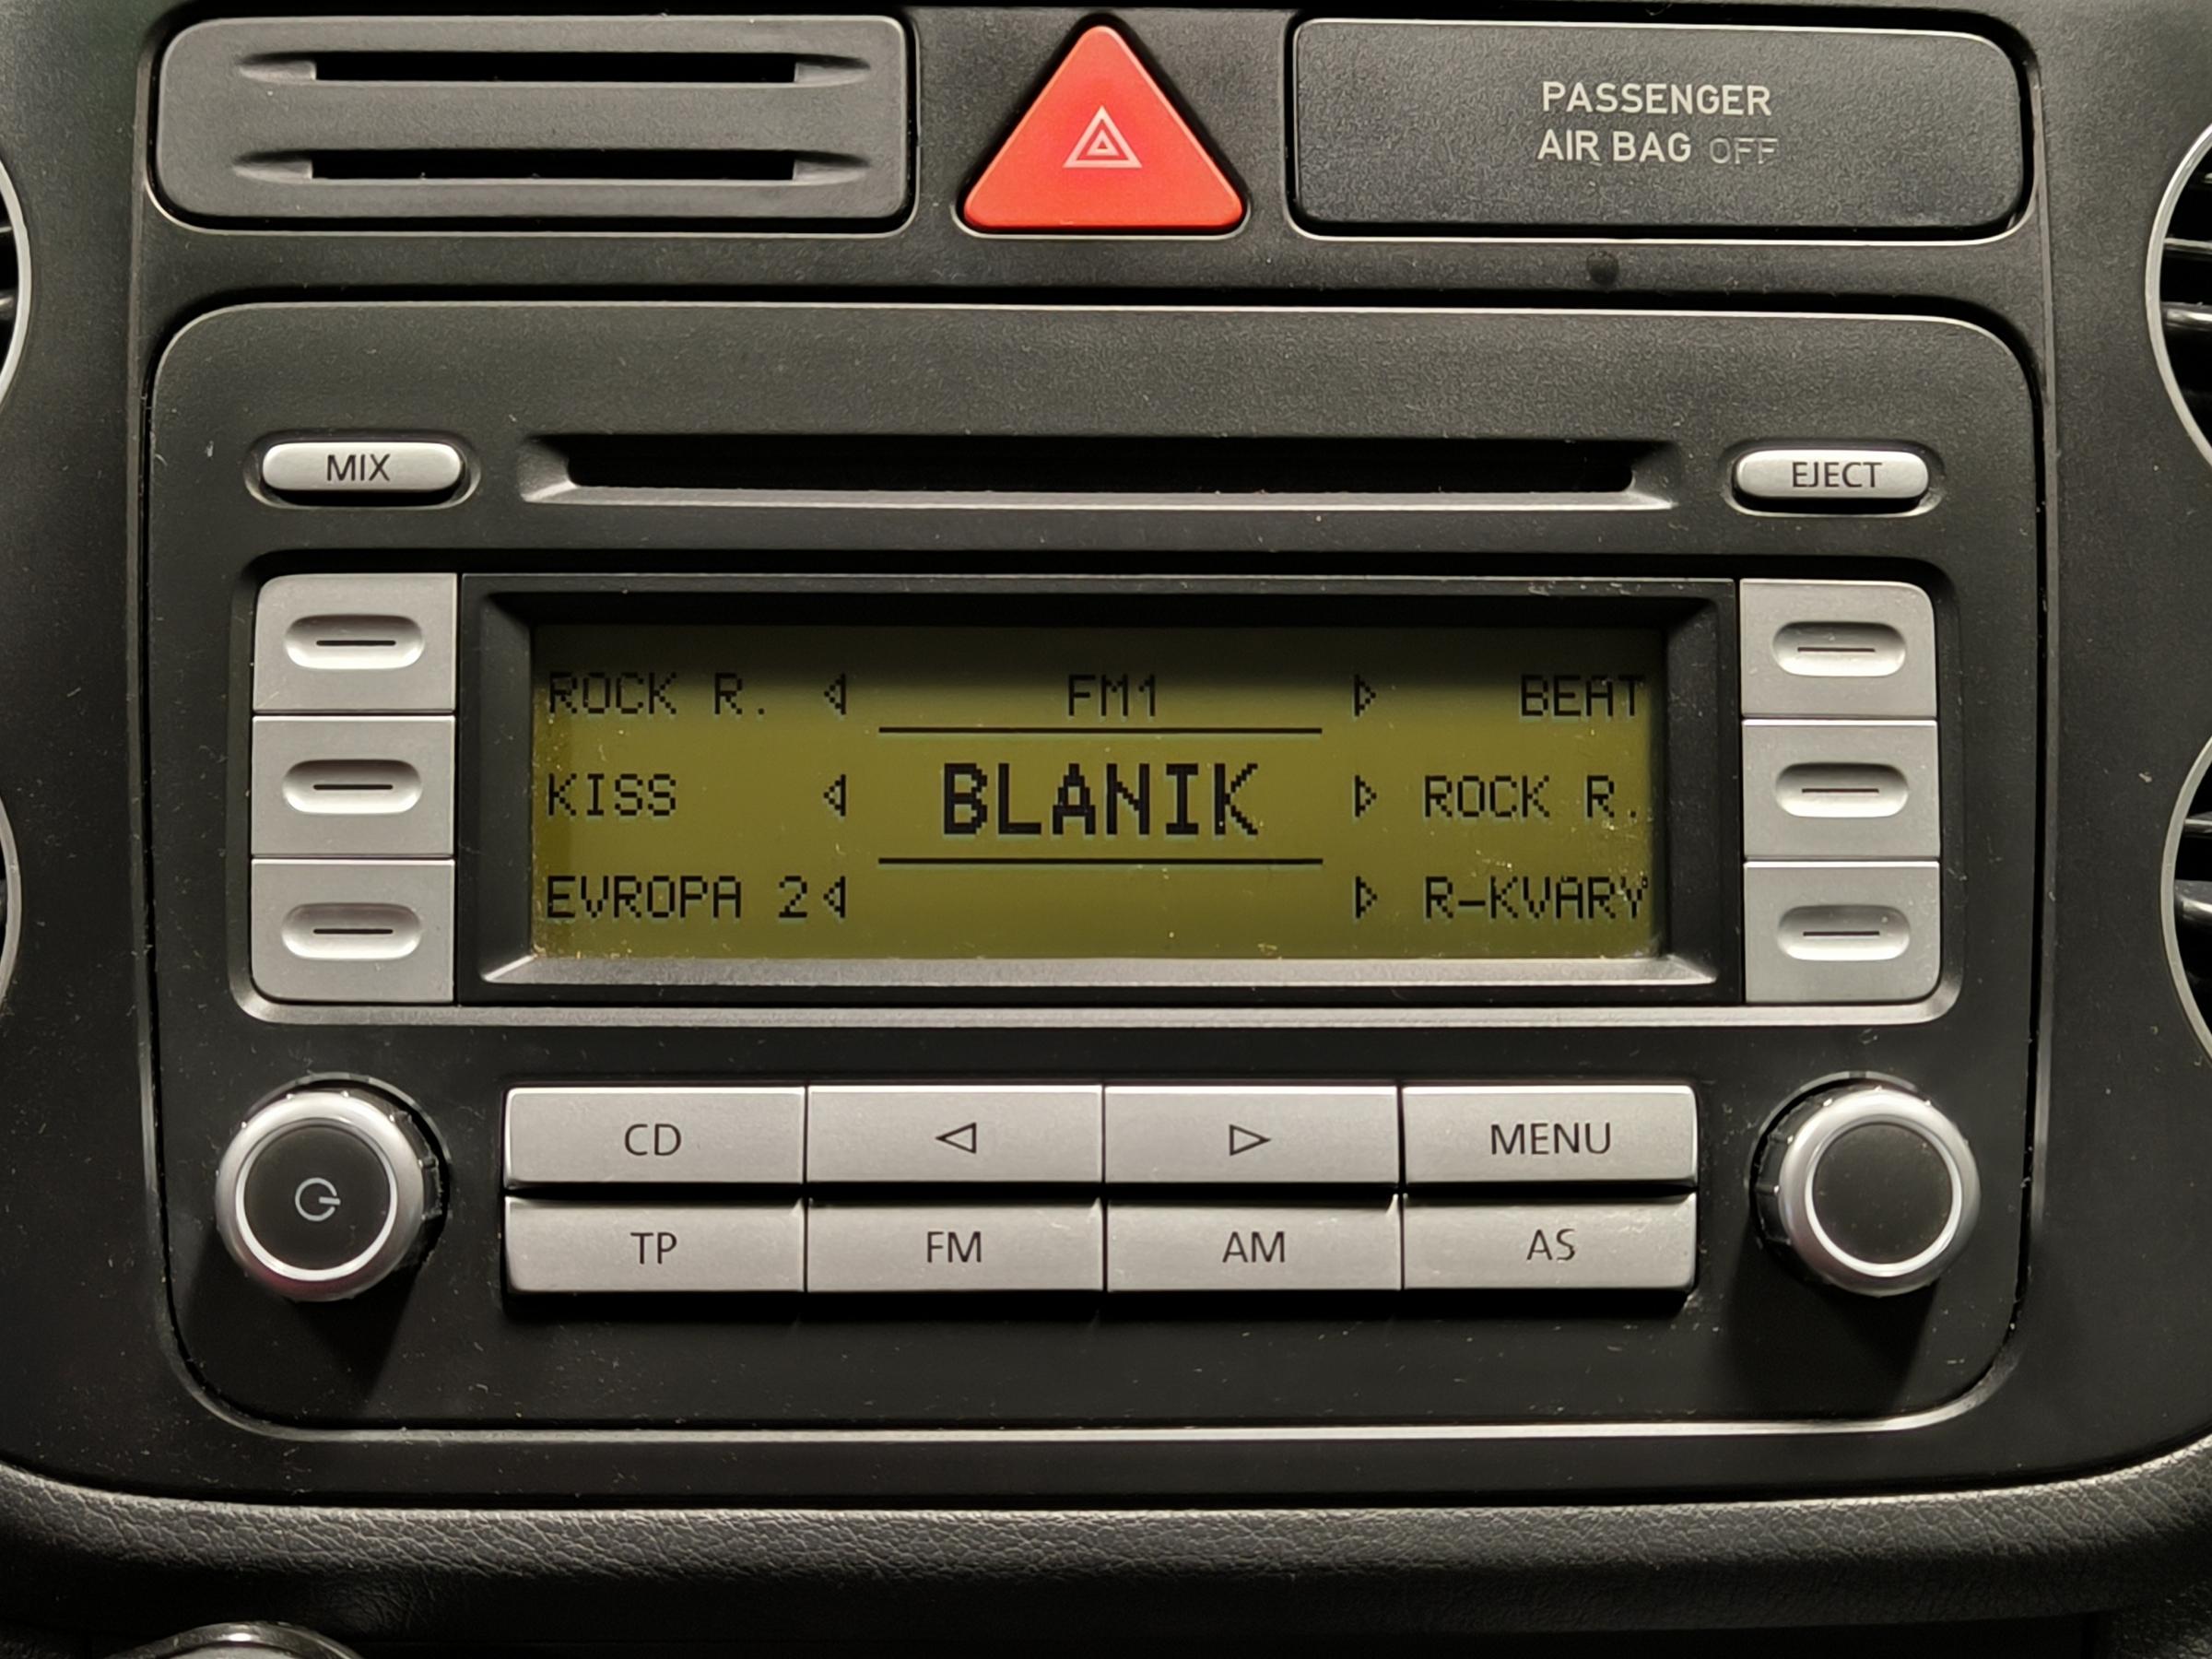 PASSENGER
AIR BAG OFF
MIX
EJECT
ROCK R. FM1 BEAT
KISS BLANIK ROCK R.
EVROPA 2 R-KVARY
CD MENU
TP FM AM AS